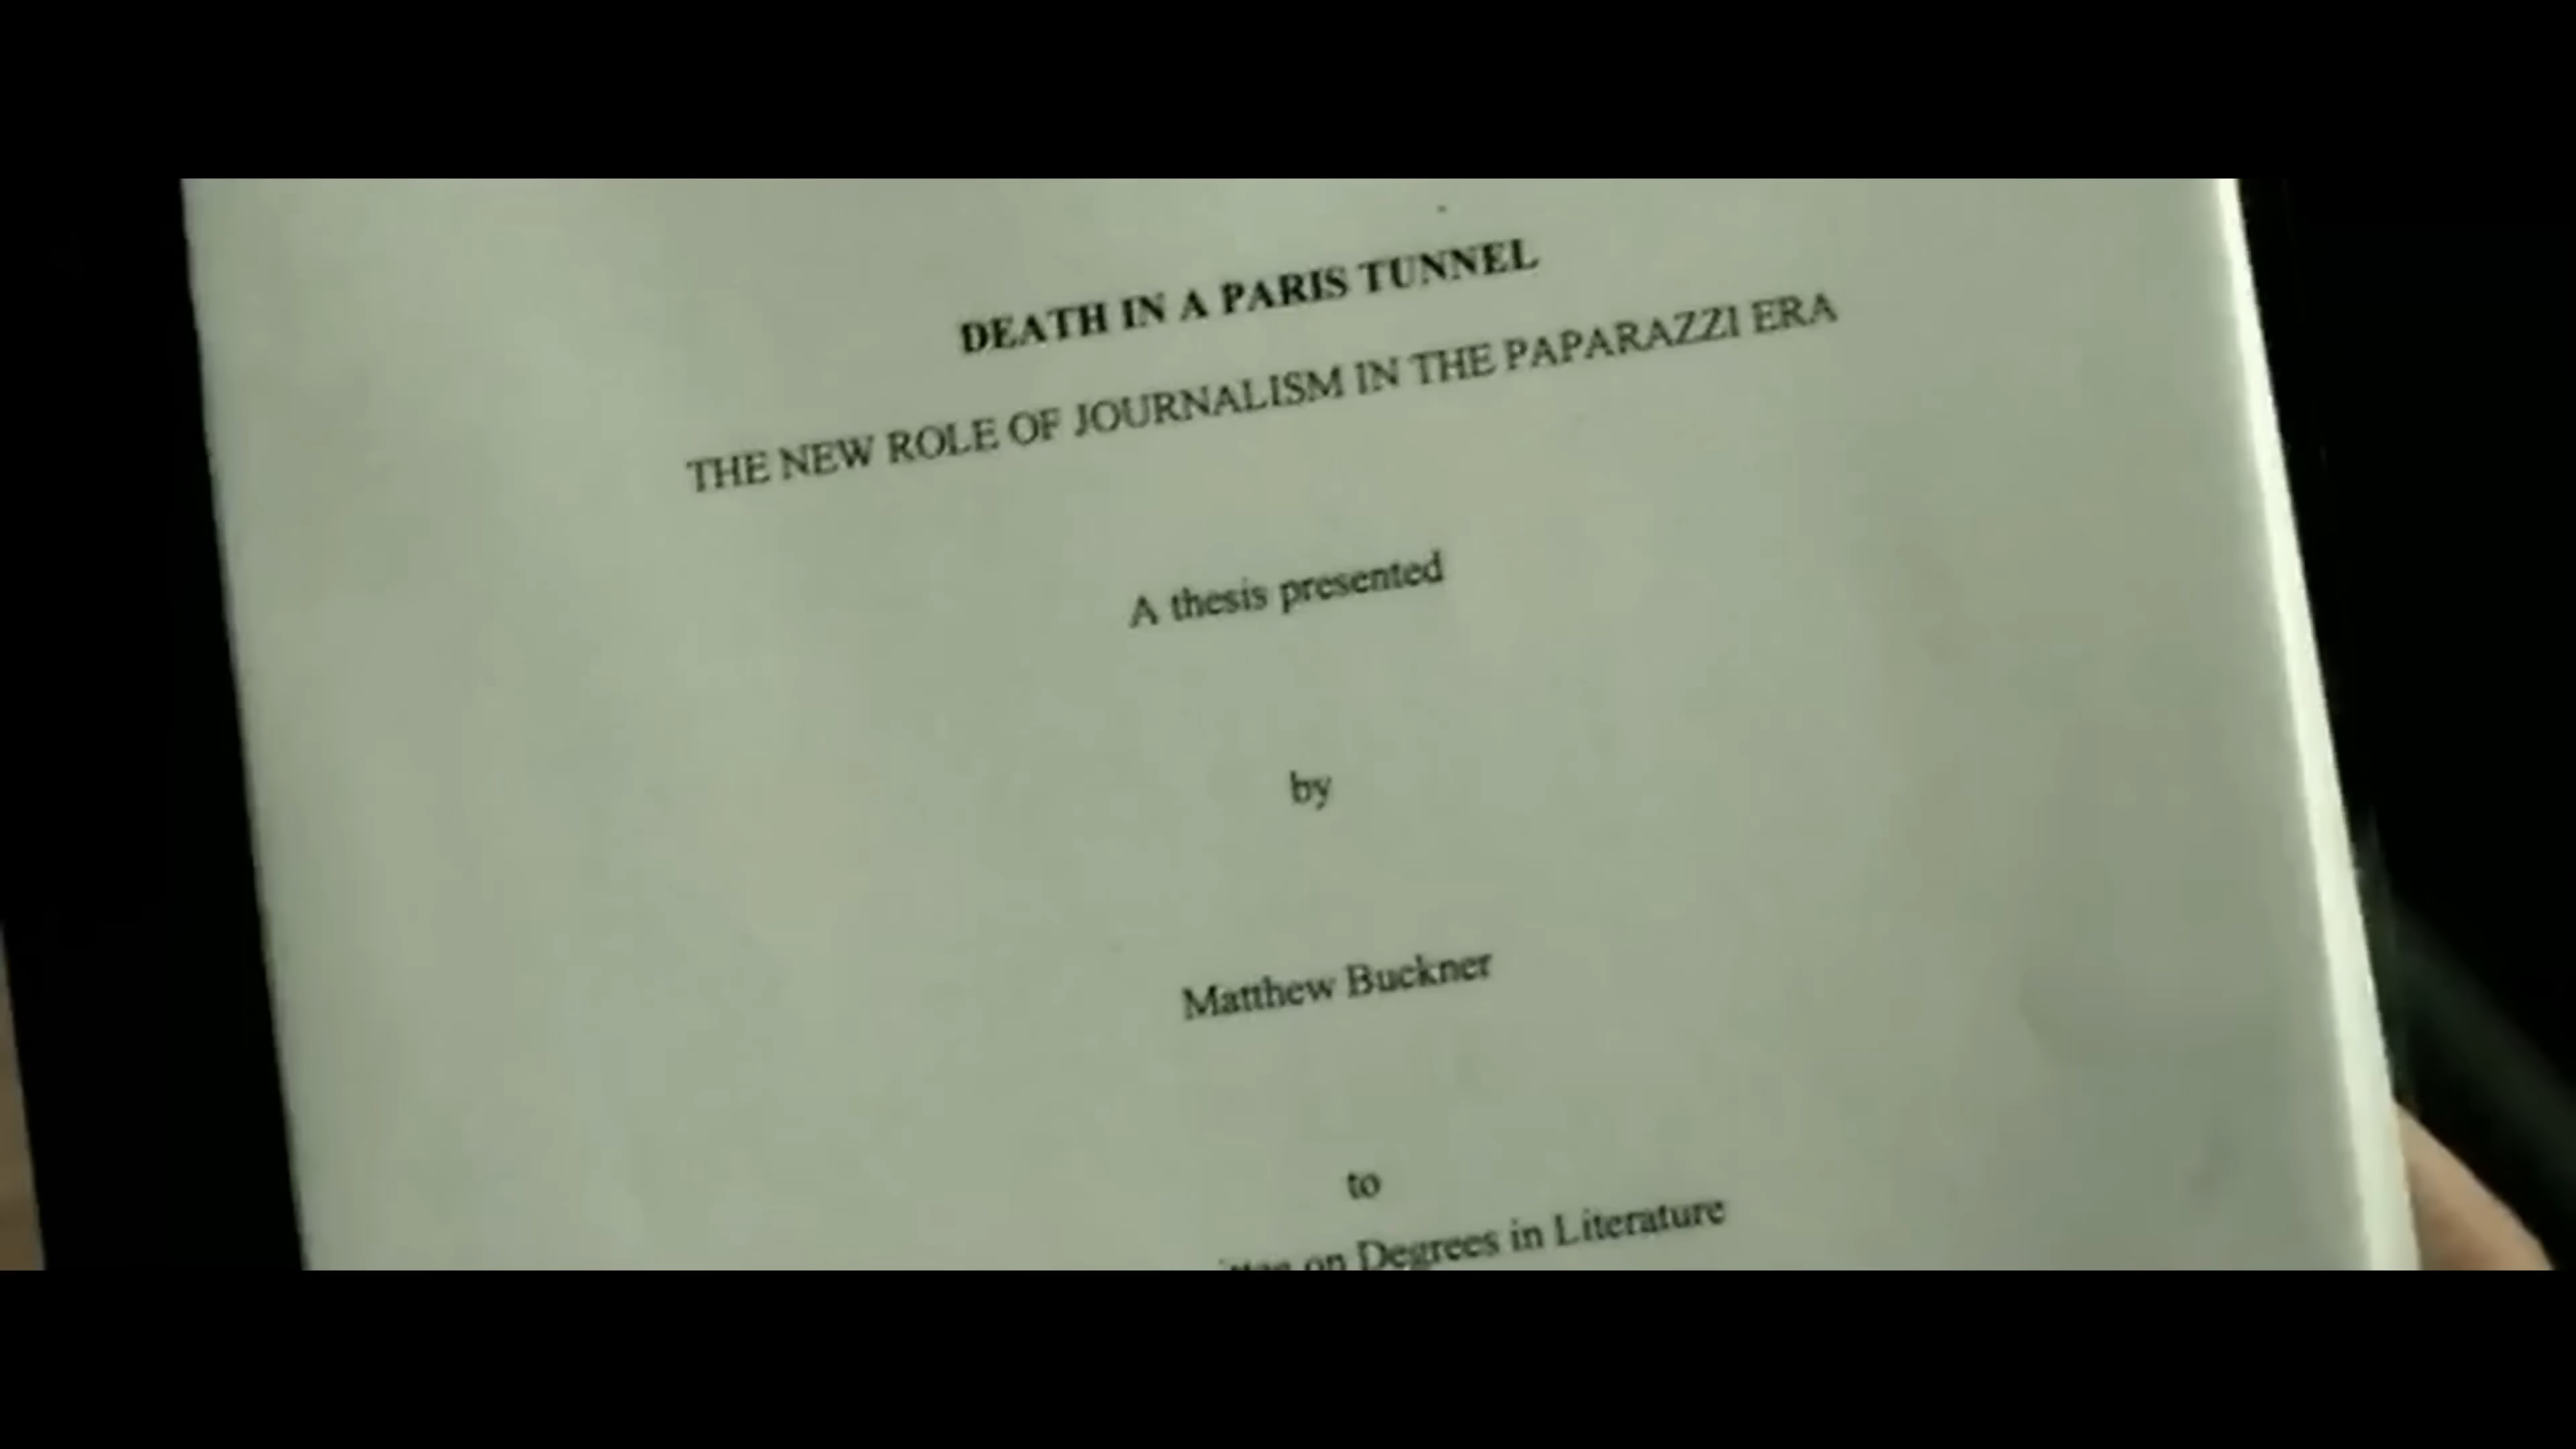 DEATH IN A PARIS TUNNEL
THE NEW ROLE OF JOURNALISM IN THE PAPARAZZI ERA
A thesis presented
by
Matthew Buckner
to
on Degrees in Literature